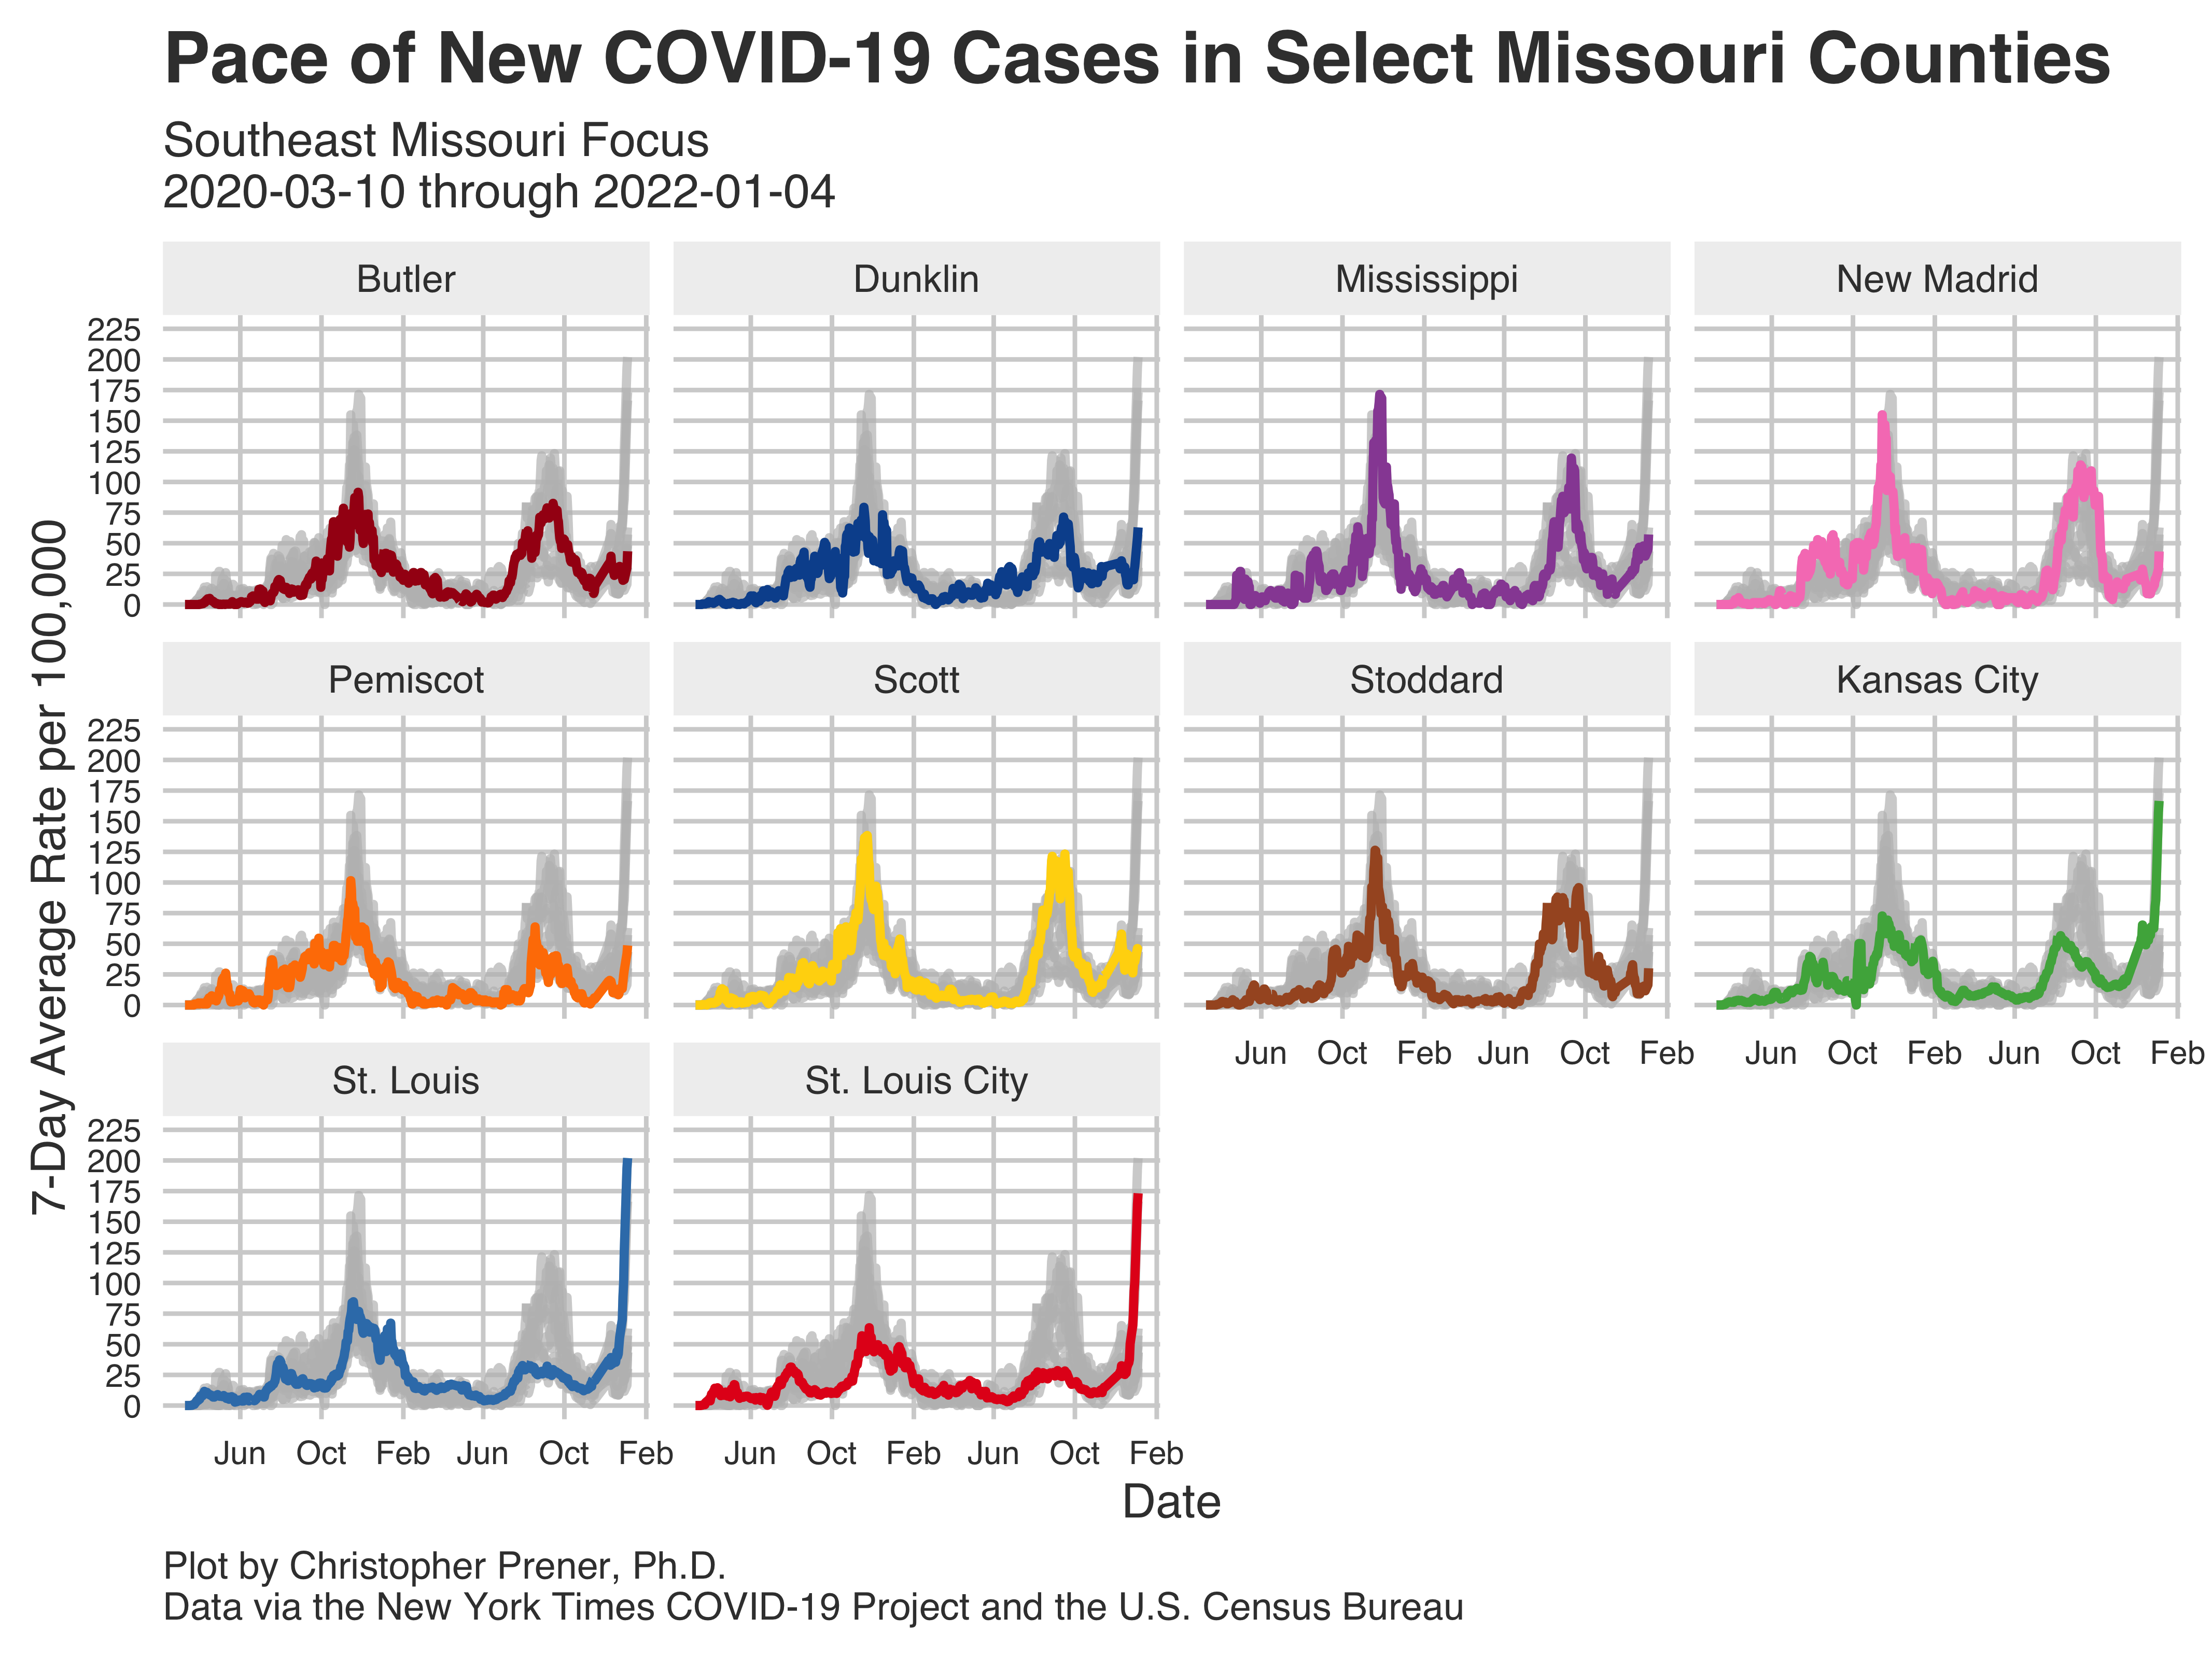 Pace of New COVID-19 Cases in Select Missouri Counties
Southeast Missouri Focus
2020-03-10 through 2022-01-04
7-Day Average Rate per 100,000
Butler
Dunklin
Mississippi
New Madrid
225
200
175
150
125
100
75
50
25
0
Pemiscot
Scott
Stoddard
Kansas City
225
200
175
150
125
100
75
50
25
0
Jun Oct Feb Jun Oct Feb
Jun Oct Feb Jun Oct Feb
St. Louis
St. Louis City
225
200
175
150
125
100
75
50
25
0
Jun Oct Feb Jun Oct Feb
Jun Oct Feb Jun Oct Feb
Date
Plot by Christopher Prener, Ph.D.
Data via the New York Times COVID-19 Project and the U.S. Census Bureau